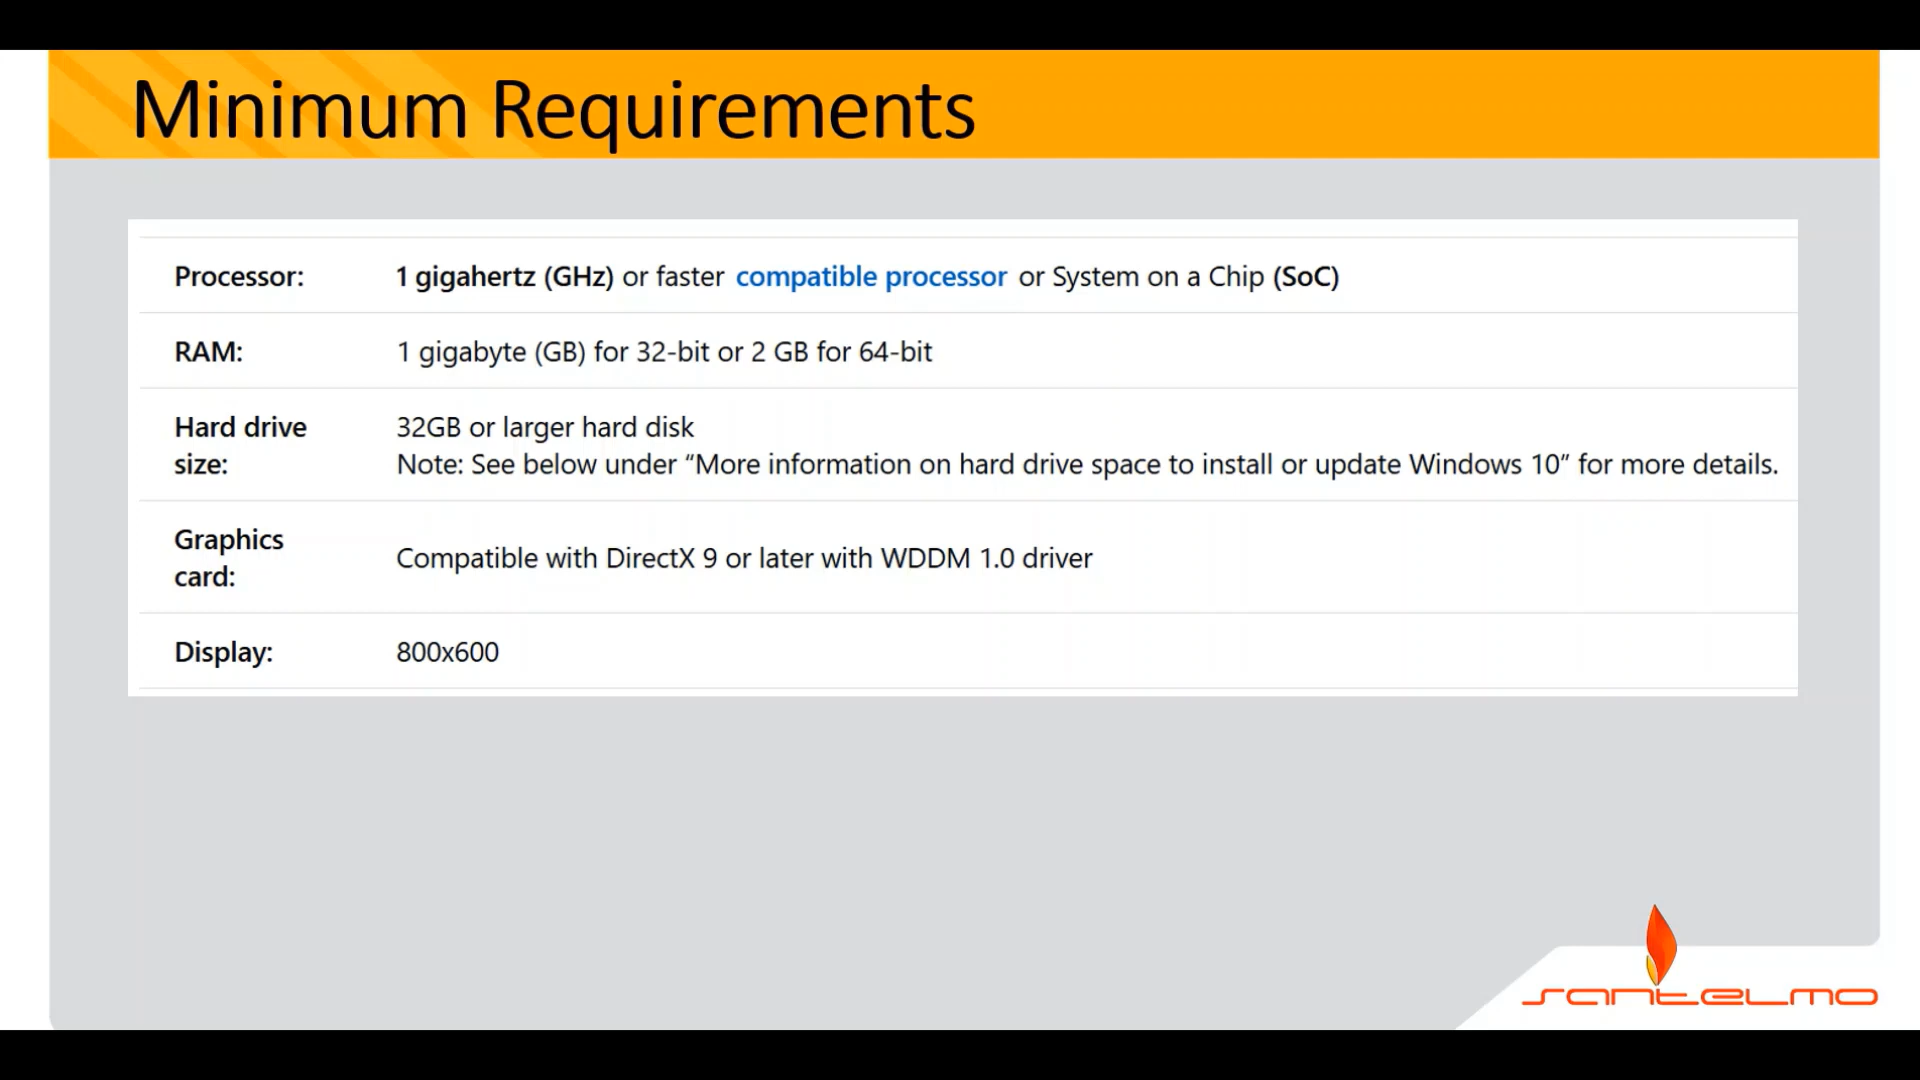 Minimum Requirements
Processor: 1 gigahertz (GHz) or faster compatible processor or System on a Chip (SoC)
RAM: 1 gigabyte (GB) for 32-bit or 2 GB for 64-bit
Hard drive
size:
32GB or larger hard disk
Note: See below under “More information on hard drive space to install or update Windows 10” for more details.
Graphics
card:
Compatible with DirectX 9 or later with WDDM 1.0 driver
Display: 800x600
santelmo